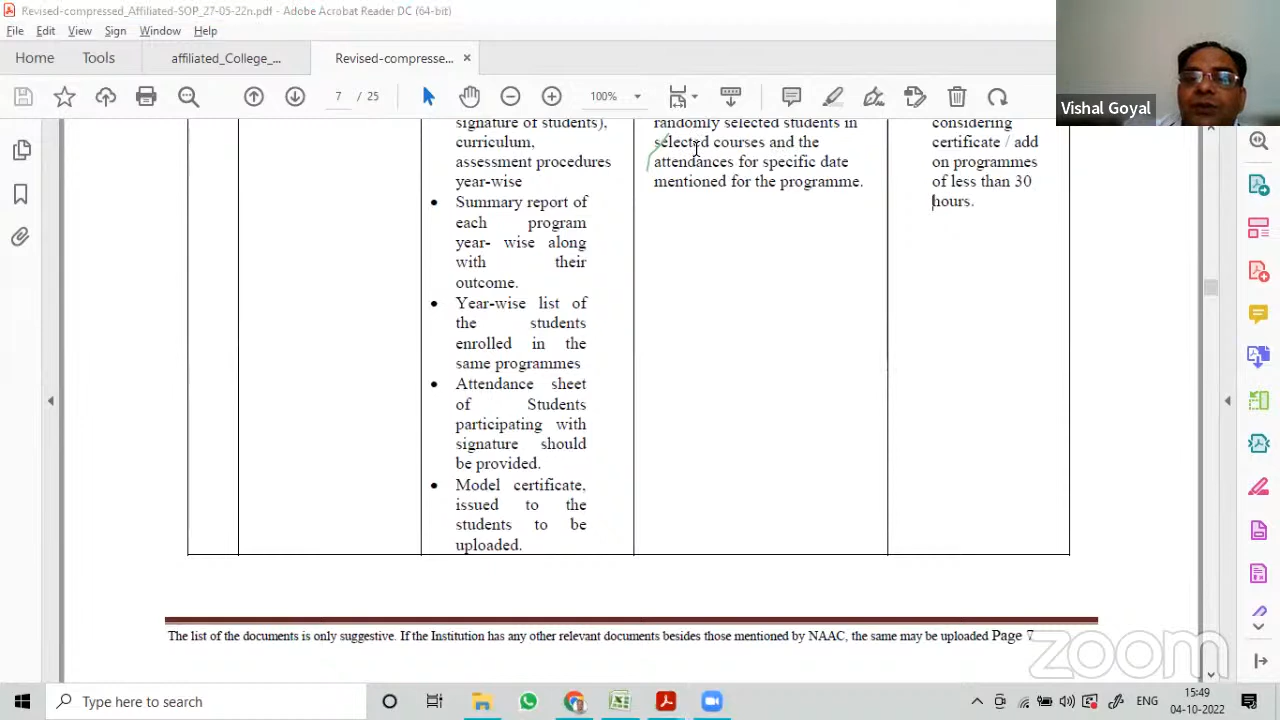 Revised-compressed_Affiliated-SOP_27-05-22n.pdf - Adobe Acrobat Reader DC (64-bit)
File Edit View Sign Window Help
Home Tools affiliated_College_... Revised-compresse... ×
7 / 25 100%
Vishal Goyal
signature of students),
curriculum,
assessment procedures
year-wise
Summary report of
each program
year- wise along
with their
outcome.
Year-wise list of
the students
enrolled in the
same programmes
Attendance sheet
of Students
participating with
signature should
be provided.
Model certificate,
issued to the
students to be
uploaded.
randomly selected students in
selected courses and the
attendances for specific date
mentioned for the programme.
considering
certificate / add
on programmes
of less than 30
hours.
The list of the documents is only suggestive. If the Institution has any other relevant documents besides those mentioned by NAAC, the same may be uploaded Page 7
zoom
Type here to search
ENG
15:49
04-10-2022